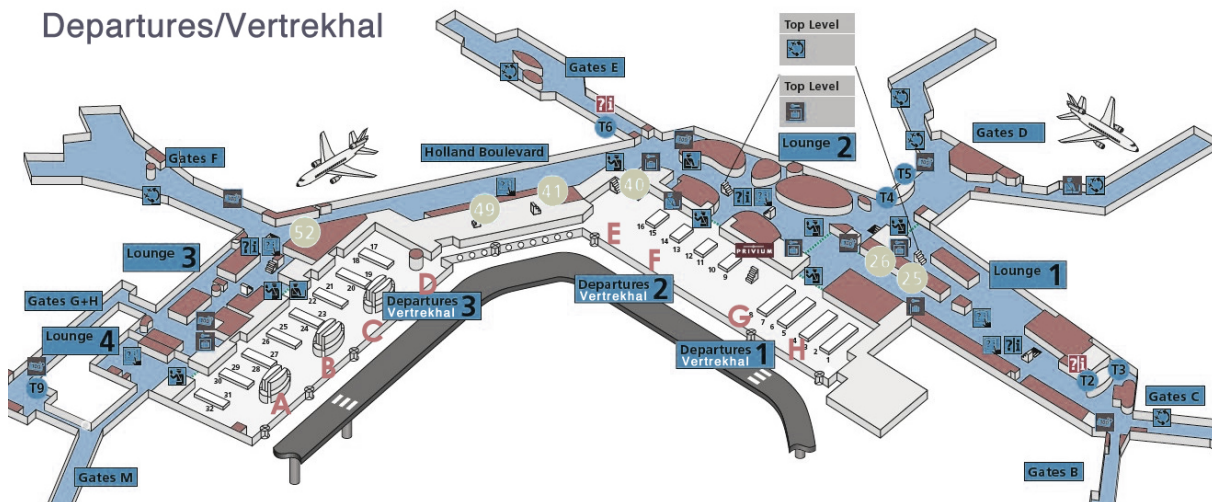 Departures/Vertrekhal
Top Level
Top Level
Gates E
Gates D
Gates F
Holland Boulevard
Lounge 2
T6
T5
T4
40
41
49
52
Lounge 3
Gates G+H
Lounge 4
T9
Gates M
Departures 3
Vertrekhal
Departures 2
Vertrekhal
Departures 1
Vertrekhal
PRIVIUM
26
25
Lounge 1
T2
T3
Gates C
Gates B
A
B
C
D
E
F
G
H
1
2
3
4
5
6
7
8
9
10
11
12
13
14
15
16
17
18
19
20
21
22
23
24
25
26
27
28
29
30
31
32